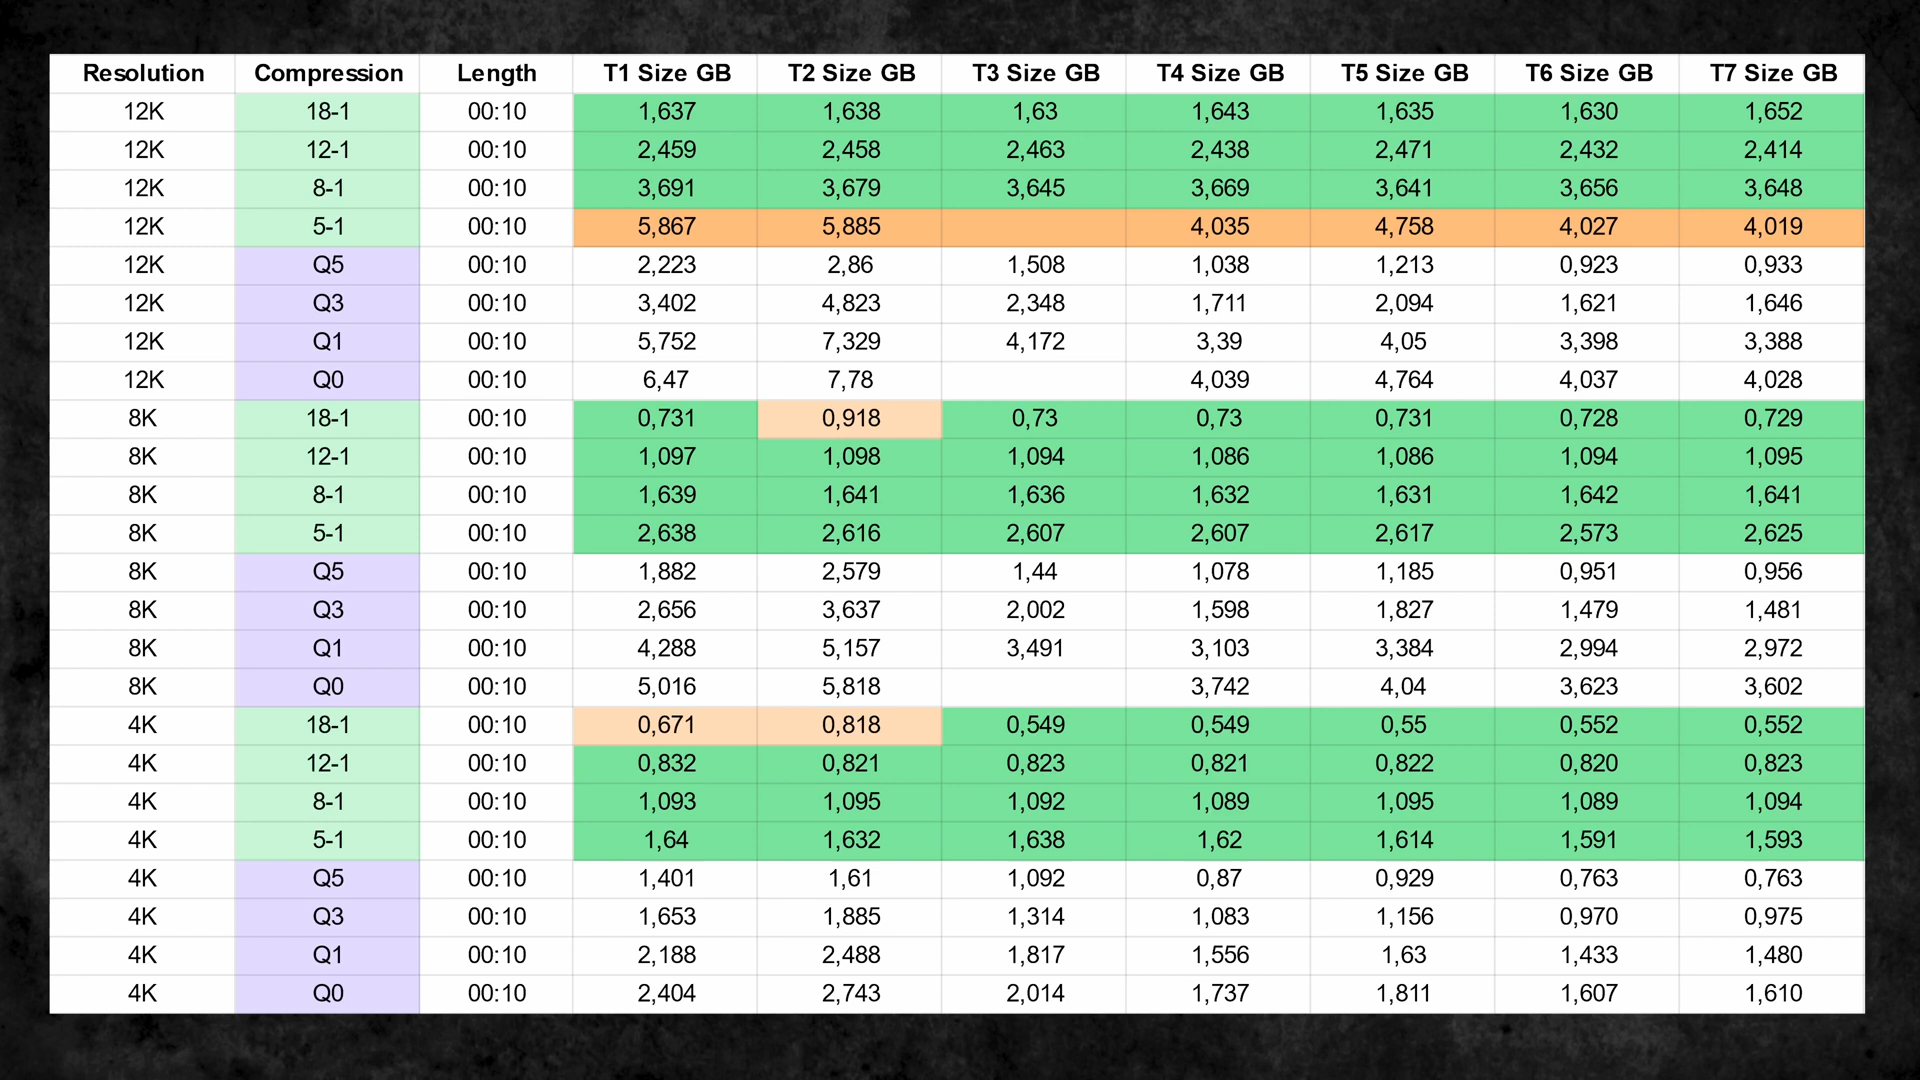 Resolution Compression Length T1 Size GB T2 Size GB T3 Size GB T4 Size GB T5 Size GB T6 Size GB T7 Size GB
12K 18-1 00:10 1,637 1,638 1,63 1,643 1,635 1,630 1,652
12K 12-1 00:10 2,459 2,458 2,463 2,438 2,471 2,432 2,414
12K 8-1 00:10 3,691 3,679 3,645 3,669 3,641 3,656 3,648
12K 5-1 00:10 5,867 5,885 4,035 4,758 4,027 4,019
12K Q5 00:10 2,223 2,86 1,508 1,038 1,213 0,923 0,933
12K Q3 00:10 3,402 4,823 2,348 1,711 2,094 1,621 1,646
12K Q1 00:10 5,752 7,329 4,172 3,39 4,05 3,398 3,388
12K Q0 00:10 6,47 7,78 4,039 4,764 4,037 4,028
8K 18-1 00:10 0,731 0,918 0,73 0,73 0,731 0,728 0,729
8K 12-1 00:10 1,097 1,098 1,094 1,086 1,086 1,094 1,095
8K 8-1 00:10 1,639 1,641 1,636 1,632 1,631 1,642 1,641
8K 5-1 00:10 2,638 2,616 2,607 2,607 2,617 2,573 2,625
8K Q5 00:10 1,882 2,579 1,44 1,078 1,185 0,951 0,956
8K Q3 00:10 2,656 3,637 2,002 1,598 1,827 1,479 1,481
8K Q1 00:10 4,288 5,157 3,491 3,103 3,384 2,994 2,972
8K Q0 00:10 5,016 5,818 3,742 4,04 3,623 3,602
4K 18-1 00:10 0,671 0,818 0,549 0,549 0,55 0,552 0,552
4K 12-1 00:10 0,832 0,821 0,823 0,821 0,822 0,820 0,823
4K 8-1 00:10 1,093 1,095 1,092 1,089 1,095 1,089 1,094
4K 5-1 00:10 1,64 1,632 1,638 1,62 1,614 1,591 1,593
4K Q5 00:10 1,401 1,61 1,092 0,87 0,929 0,763 0,763
4K Q3 00:10 1,653 1,885 1,314 1,083 1,156 0,970 0,975
4K Q1 00:10 2,188 2,488 1,817 1,556 1,63 1,433 1,480
4K Q0 00:10 2,404 2,743 2,014 1,737 1,811 1,607 1,610